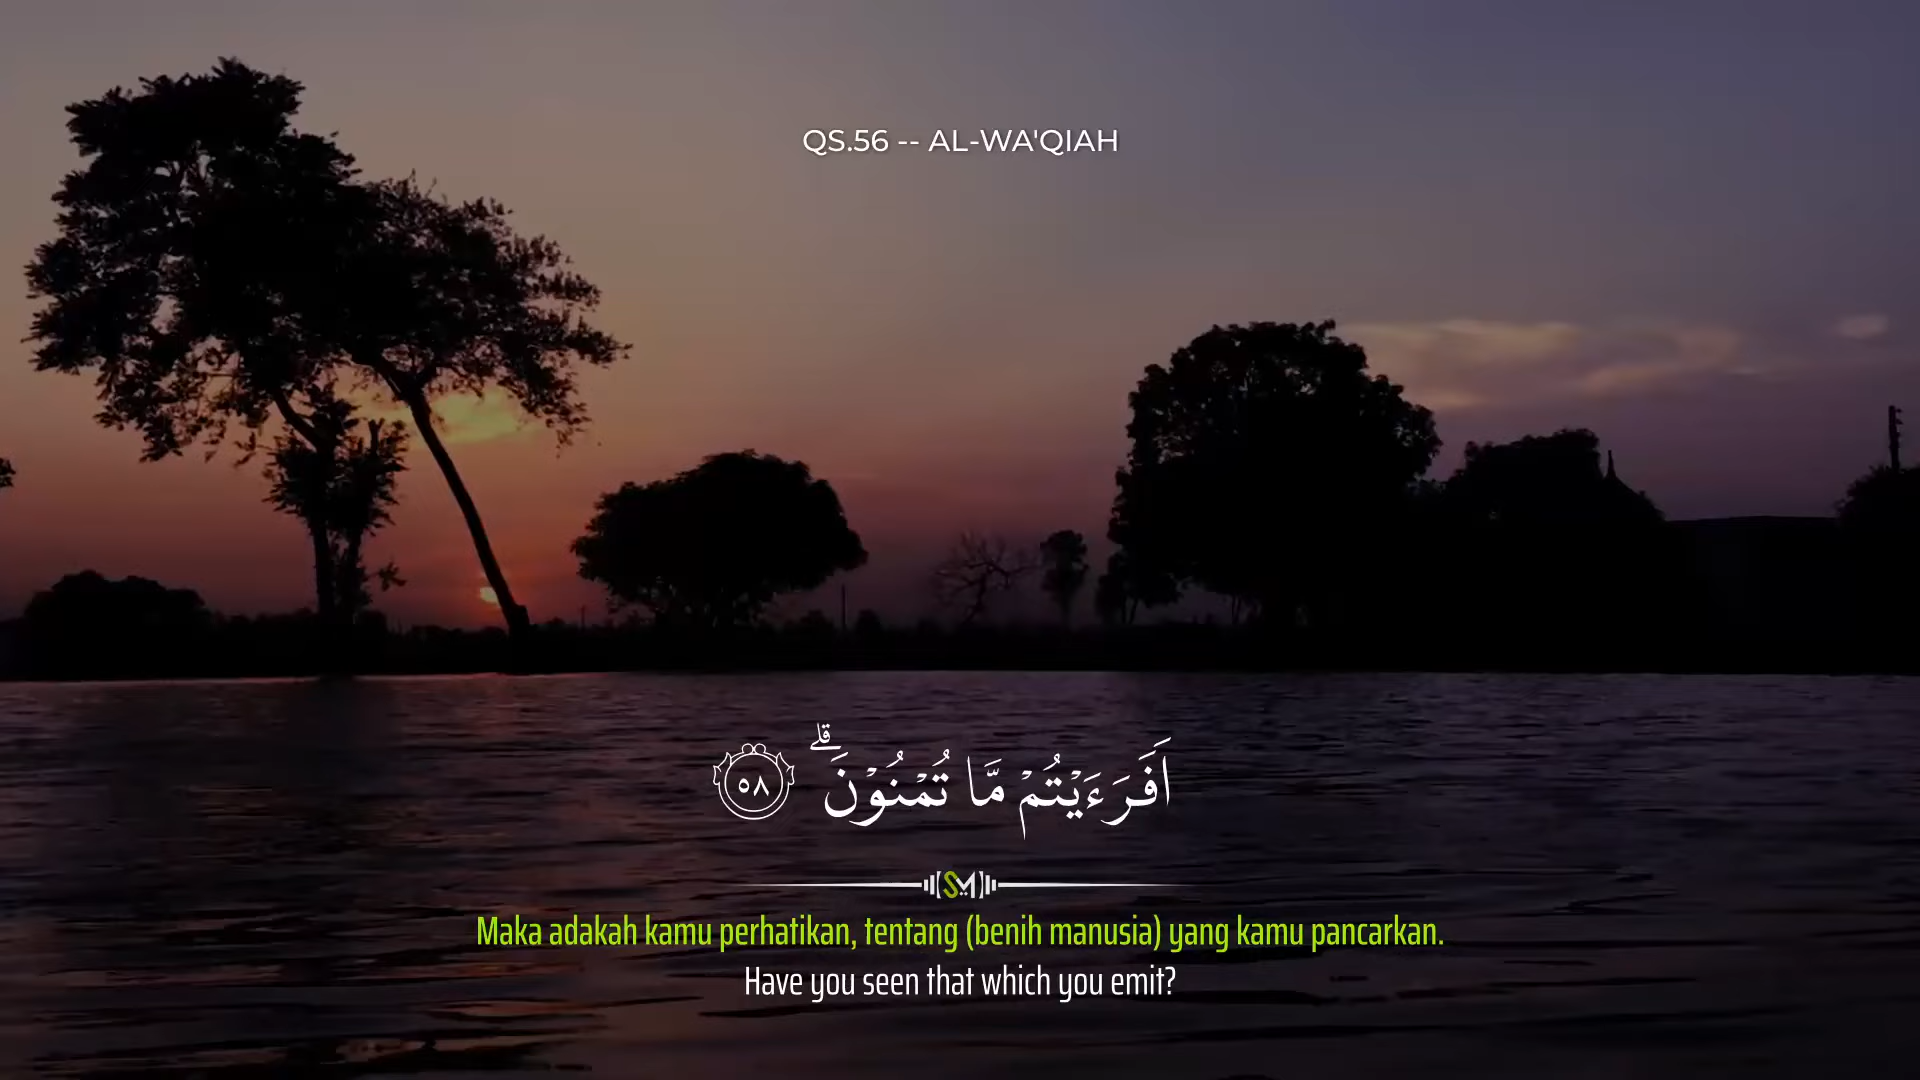 QS.56 -- AL-WA'QIAH
اَفَرَءَيْتُمْ مَّا تُمْنُوْنَۗ ٥٨
SM
Maka adakah kamu perhatikan, tentang (benih manusia) yang kamu pancarkan.
Have you seen that which you emit?